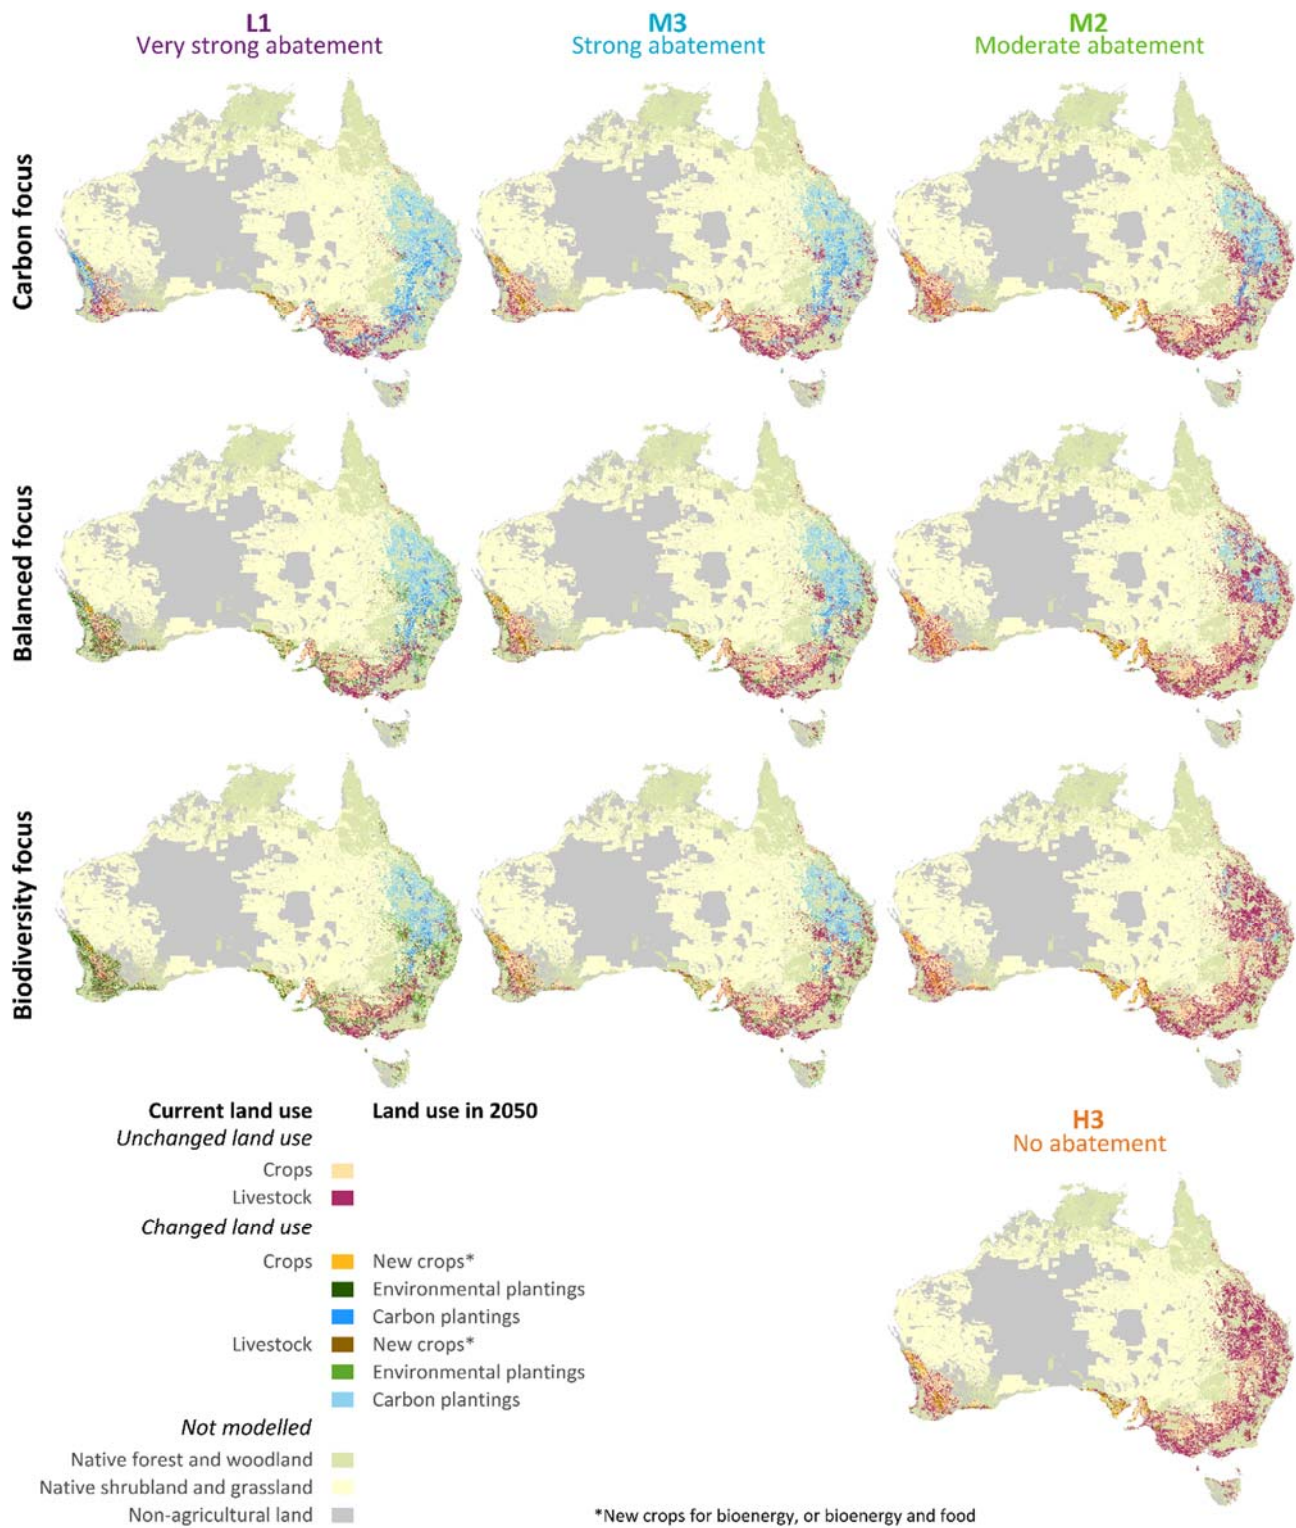 L1
Very strong abatement
M3
Strong abatement
M2
Moderate abatement
Carbon focus
Balanced focus
Biodiversity focus
Current land use
Land use in 2050
Unchanged land use
Crops
Livestock
Changed land use
Crops
New crops*
Environmental plantings
Carbon plantings
Livestock
New crops*
Environmental plantings
Carbon plantings
Not modelled
Native forest and woodland
Native shrubland and grassland
Non-agricultural land
H3
No abatement
*New crops for bioenergy, or bioenergy and food